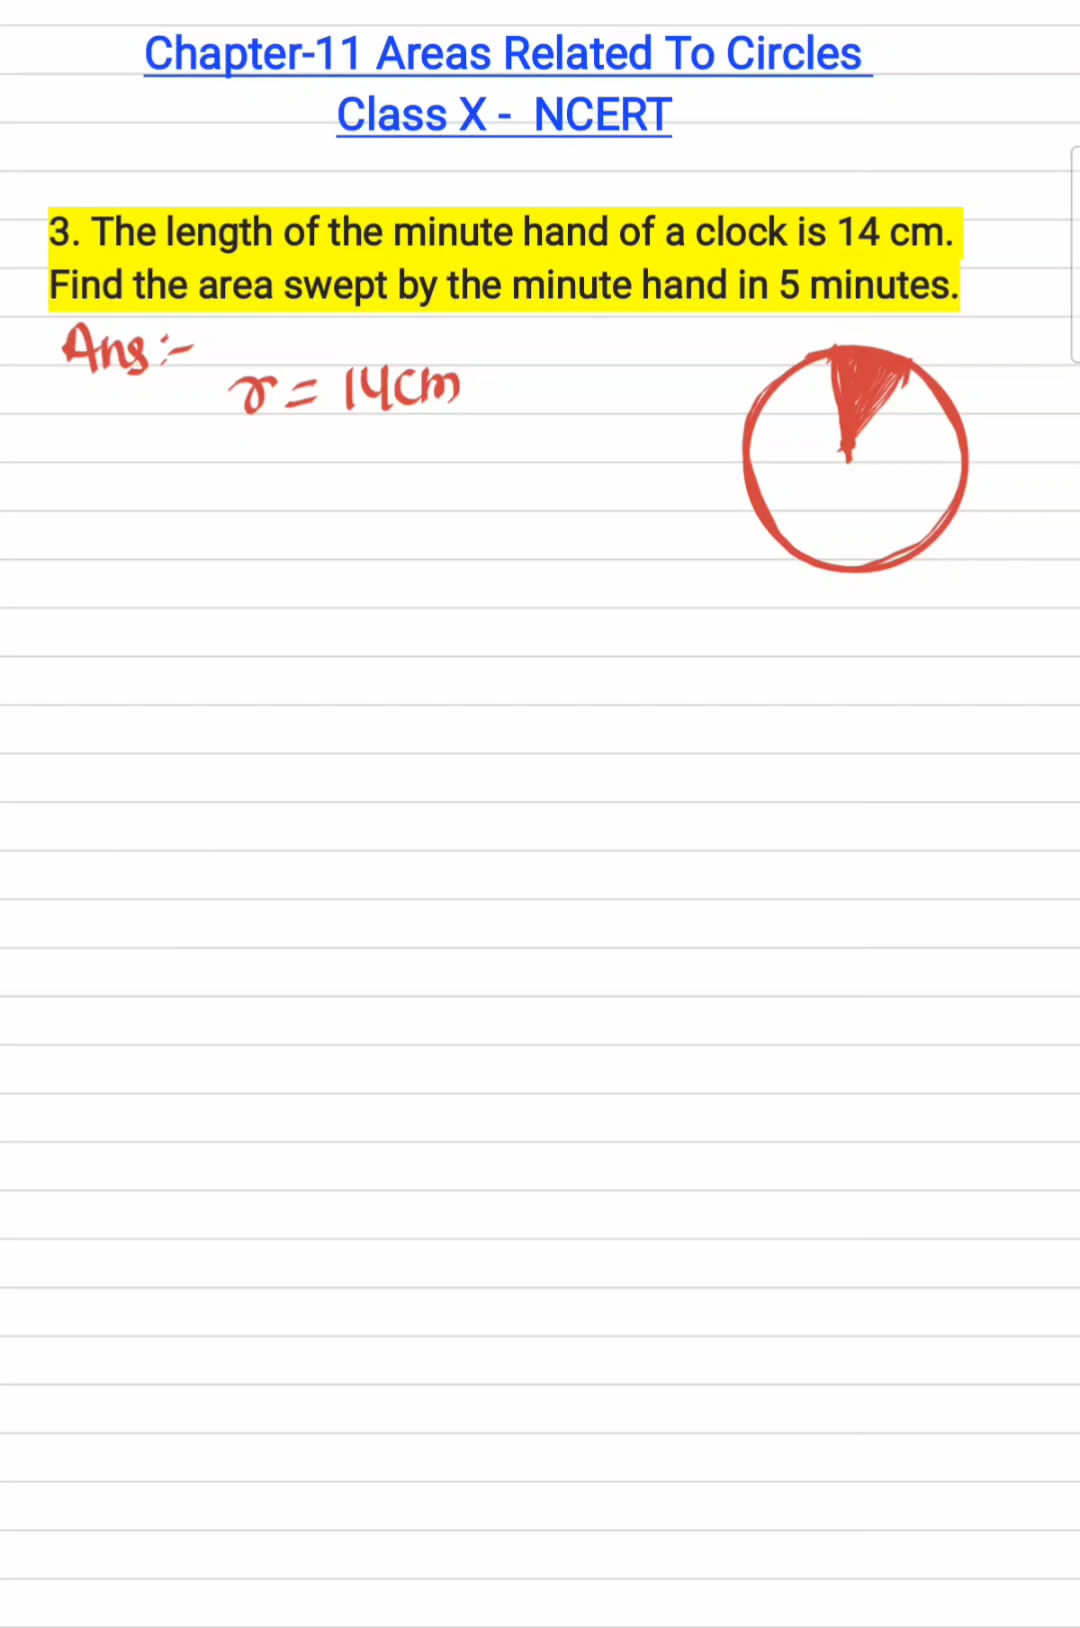 Chapter-11 Areas Related To Circles
Class X - NCERT
3. The length of the minute hand of a clock is 14 cm.
Find the area swept by the minute hand in 5 minutes.
Ans :-
r = 14cm